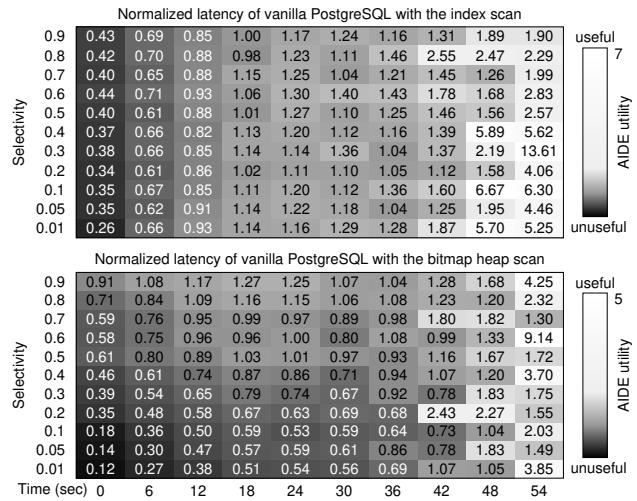 Normalized latency of vanilla PostgreSQL with the index scan
0.9 0.43 0.69 0.85 1.00 1.17 1.24 1.16 1.31 1.89 1.90
0.8 0.42 0.70 0.88 0.98 1.23 1.11 1.46 2.55 2.47 2.29
0.7 0.40 0.65 0.88 1.15 1.25 1.04 1.21 1.45 1.26 1.99
0.6 0.44 0.71 0.93 1.06 1.30 1.40 1.43 1.78 1.68 2.83
0.5 0.40 0.61 0.88 1.01 1.27 1.10 1.25 1.46 1.56 2.57
0.4 0.37 0.66 0.82 1.13 1.20 1.12 1.16 1.39 5.89 5.62
0.3 0.38 0.66 0.85 1.14 1.14 1.36 1.04 1.37 2.19 13.61
0.2 0.34 0.61 0.86 1.02 1.11 1.10 1.05 1.12 1.58 4.06
0.1 0.35 0.67 0.85 1.11 1.20 1.12 1.36 1.60 6.67 6.30
0.05 0.35 0.62 0.91 1.14 1.22 1.18 1.04 1.25 1.95 4.46
0.01 0.26 0.66 0.93 1.14 1.16 1.29 1.28 1.87 5.70 5.25
Selectivity
useful
7
AIDE utility
0
unuseful
Normalized latency of vanilla PostgreSQL with the bitmap heap scan
0.9 0.91 1.08 1.17 1.27 1.25 1.07 1.04 1.28 1.68 4.25
0.8 0.71 0.84 1.09 1.16 1.15 1.06 1.08 1.23 1.20 2.32
0.7 0.59 0.76 0.95 0.99 0.97 0.89 0.98 1.80 1.82 1.30
0.6 0.58 0.75 0.96 0.96 1.00 0.80 1.08 0.99 1.33 9.14
0.5 0.61 0.80 0.89 1.03 1.01 0.97 0.93 1.16 1.67 1.72
0.4 0.46 0.61 0.74 0.87 0.86 0.71 0.94 1.07 1.20 3.70
0.3 0.39 0.54 0.65 0.79 0.74 0.67 0.92 0.78 1.83 1.75
0.2 0.35 0.48 0.58 0.67 0.63 0.69 0.68 2.43 2.27 1.55
0.1 0.18 0.36 0.50 0.59 0.53 0.59 0.64 0.73 1.04 2.03
0.05 0.14 0.30 0.47 0.57 0.59 0.61 0.86 0.78 1.83 1.49
0.01 0.12 0.27 0.38 0.51 0.54 0.56 0.69 1.07 1.05 3.85
Time (sec) 0 6 12 18 24 30 36 42 48 54
Selectivity
useful
5
AIDE utility
0
unuseful